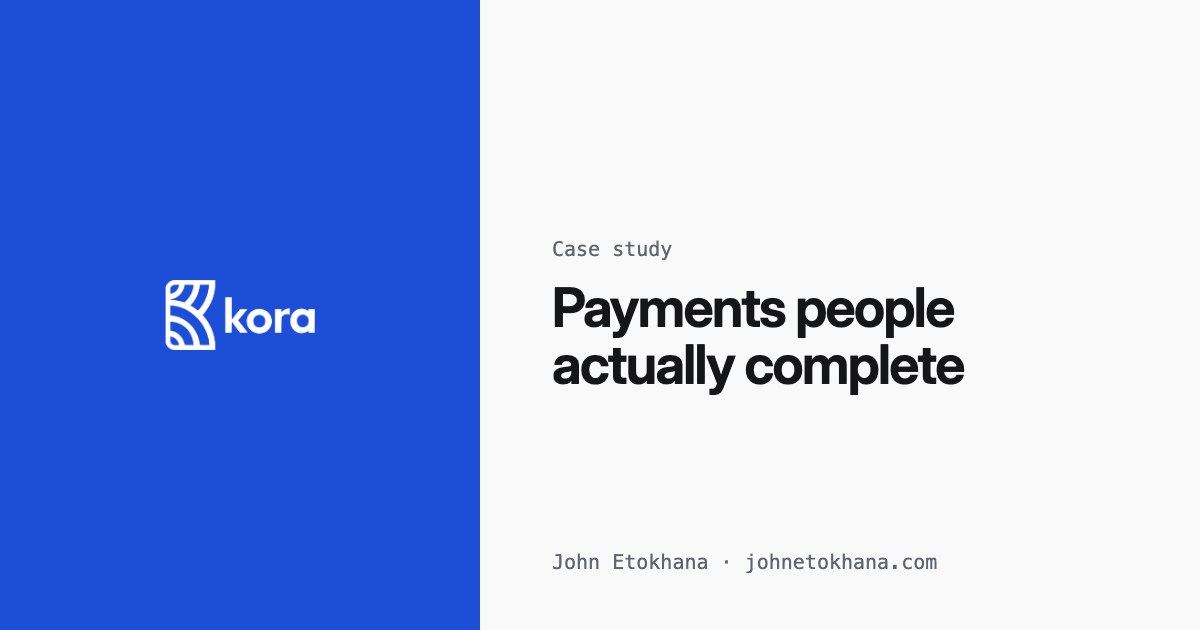 kora
Case study
Payments people
actually complete
John Etokhana · johnetokhana.com